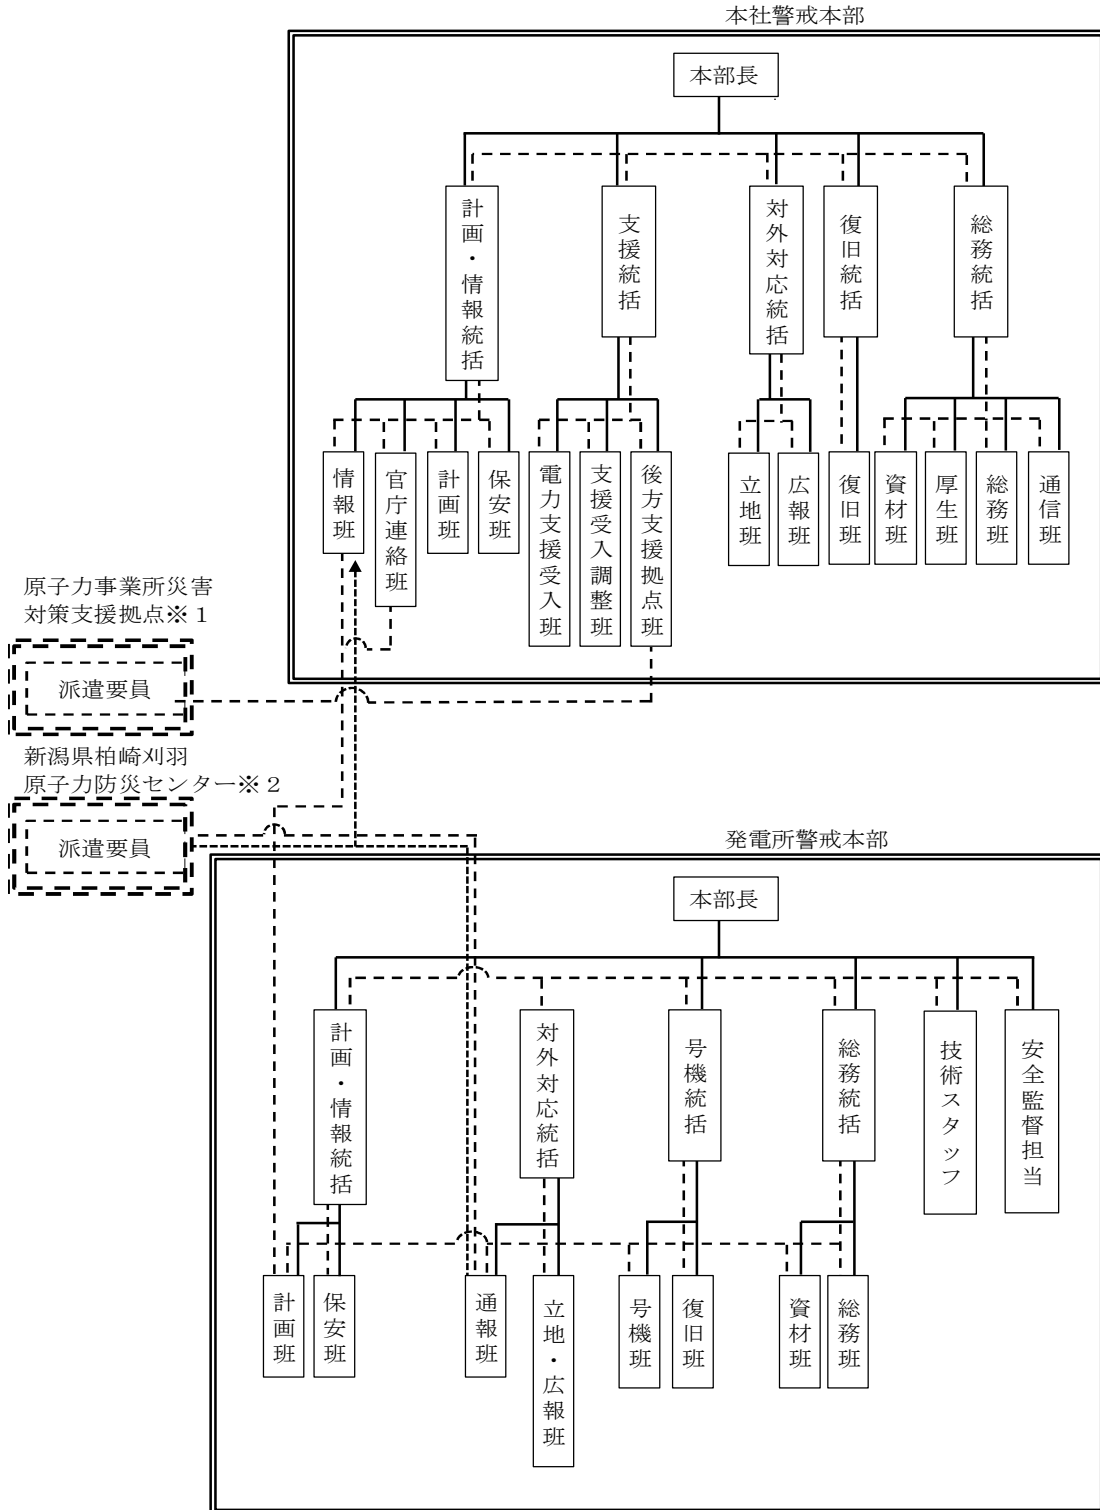 本社警戒本部
本部長
計画・情報統括
支援統括
対外対応統括
復旧統括
総務統括
情報班
官庁連絡班
計画班
保安班
電力支援受入班
支援受入調整班
後方支援拠点班
立地班
広報班
復旧班
資材班
厚生班
総務班
通信班
原子力事業所災害
対策支援拠点※1
派遣要員
新潟県柏崎刈羽
原子力防災センター※2
派遣要員
発電所警戒本部
本部長
計画・情報統括
対外対応統括
号機統括
総務統括
技術スタッフ
安全監督担当
計画班
保安班
通報班
立地・広報班
号機班
復旧班
資材班
総務班